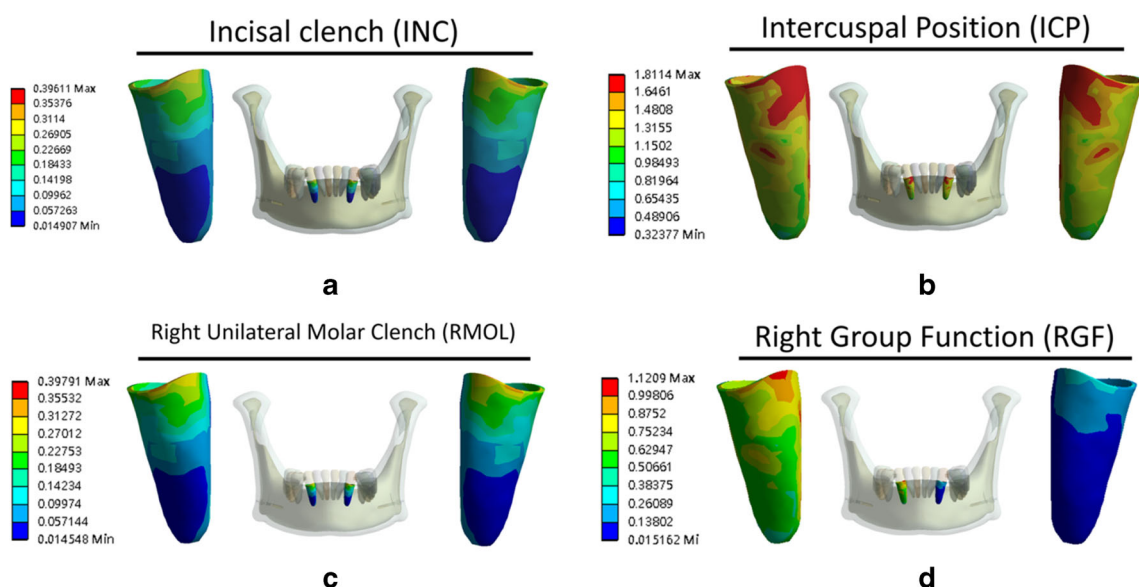 Incisal clench (INC)
0.39611 Max
0.35376
0.3114
0.26905
0.22669
0.18433
0.14198
0.09962
0.057263
0.014907 Min
a
Intercuspal Position (ICP)
1.8114 Max
1.6461
1.4808
1.3155
1.1502
0.98493
0.81964
0.65435
0.48906
0.32377 Min
b
Right Unilateral Molar Clench (RMOL)
0.39791 Max
0.35532
0.31272
0.27012
0.22753
0.18493
0.14234
0.09974
0.057144
0.014548 Min
c
Right Group Function (RGF)
1.1209 Max
0.99806
0.8752
0.75234
0.62947
0.50661
0.38375
0.26089
0.13802
0.015162 Mi
d